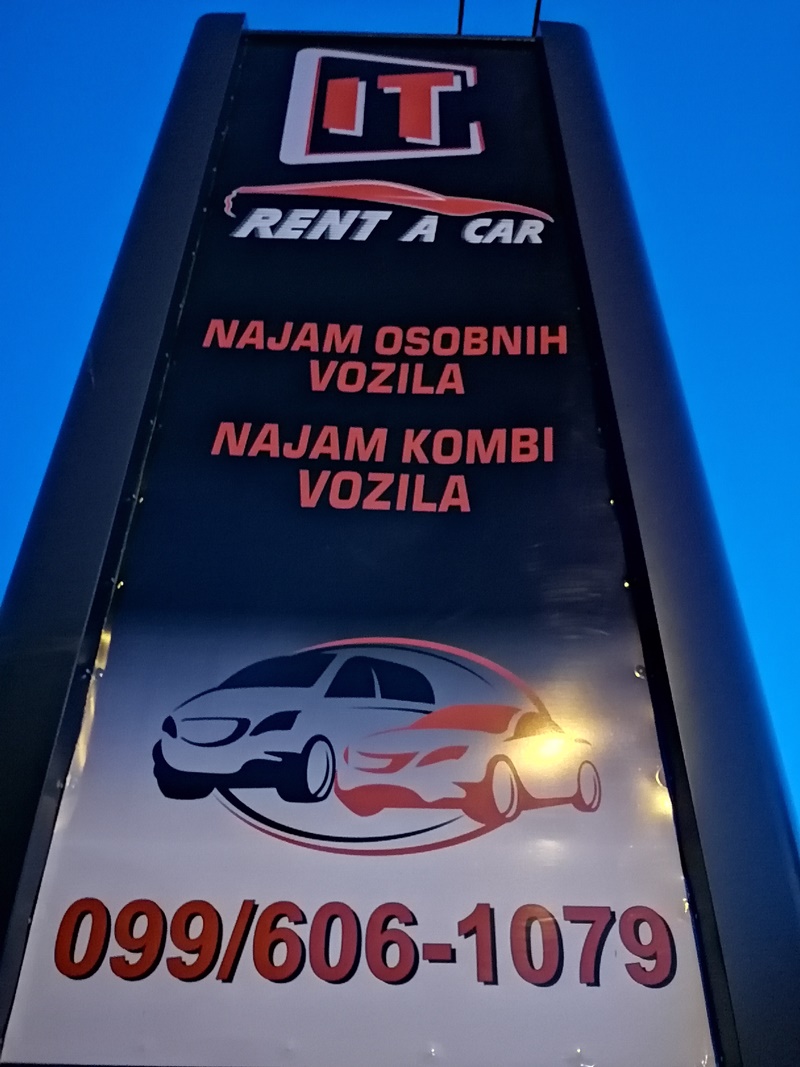 IT
RENT A CAR
NAJAM OSOBNIH
VOZILA
NAJAM KOMBI
VOZILA
099/606-1079